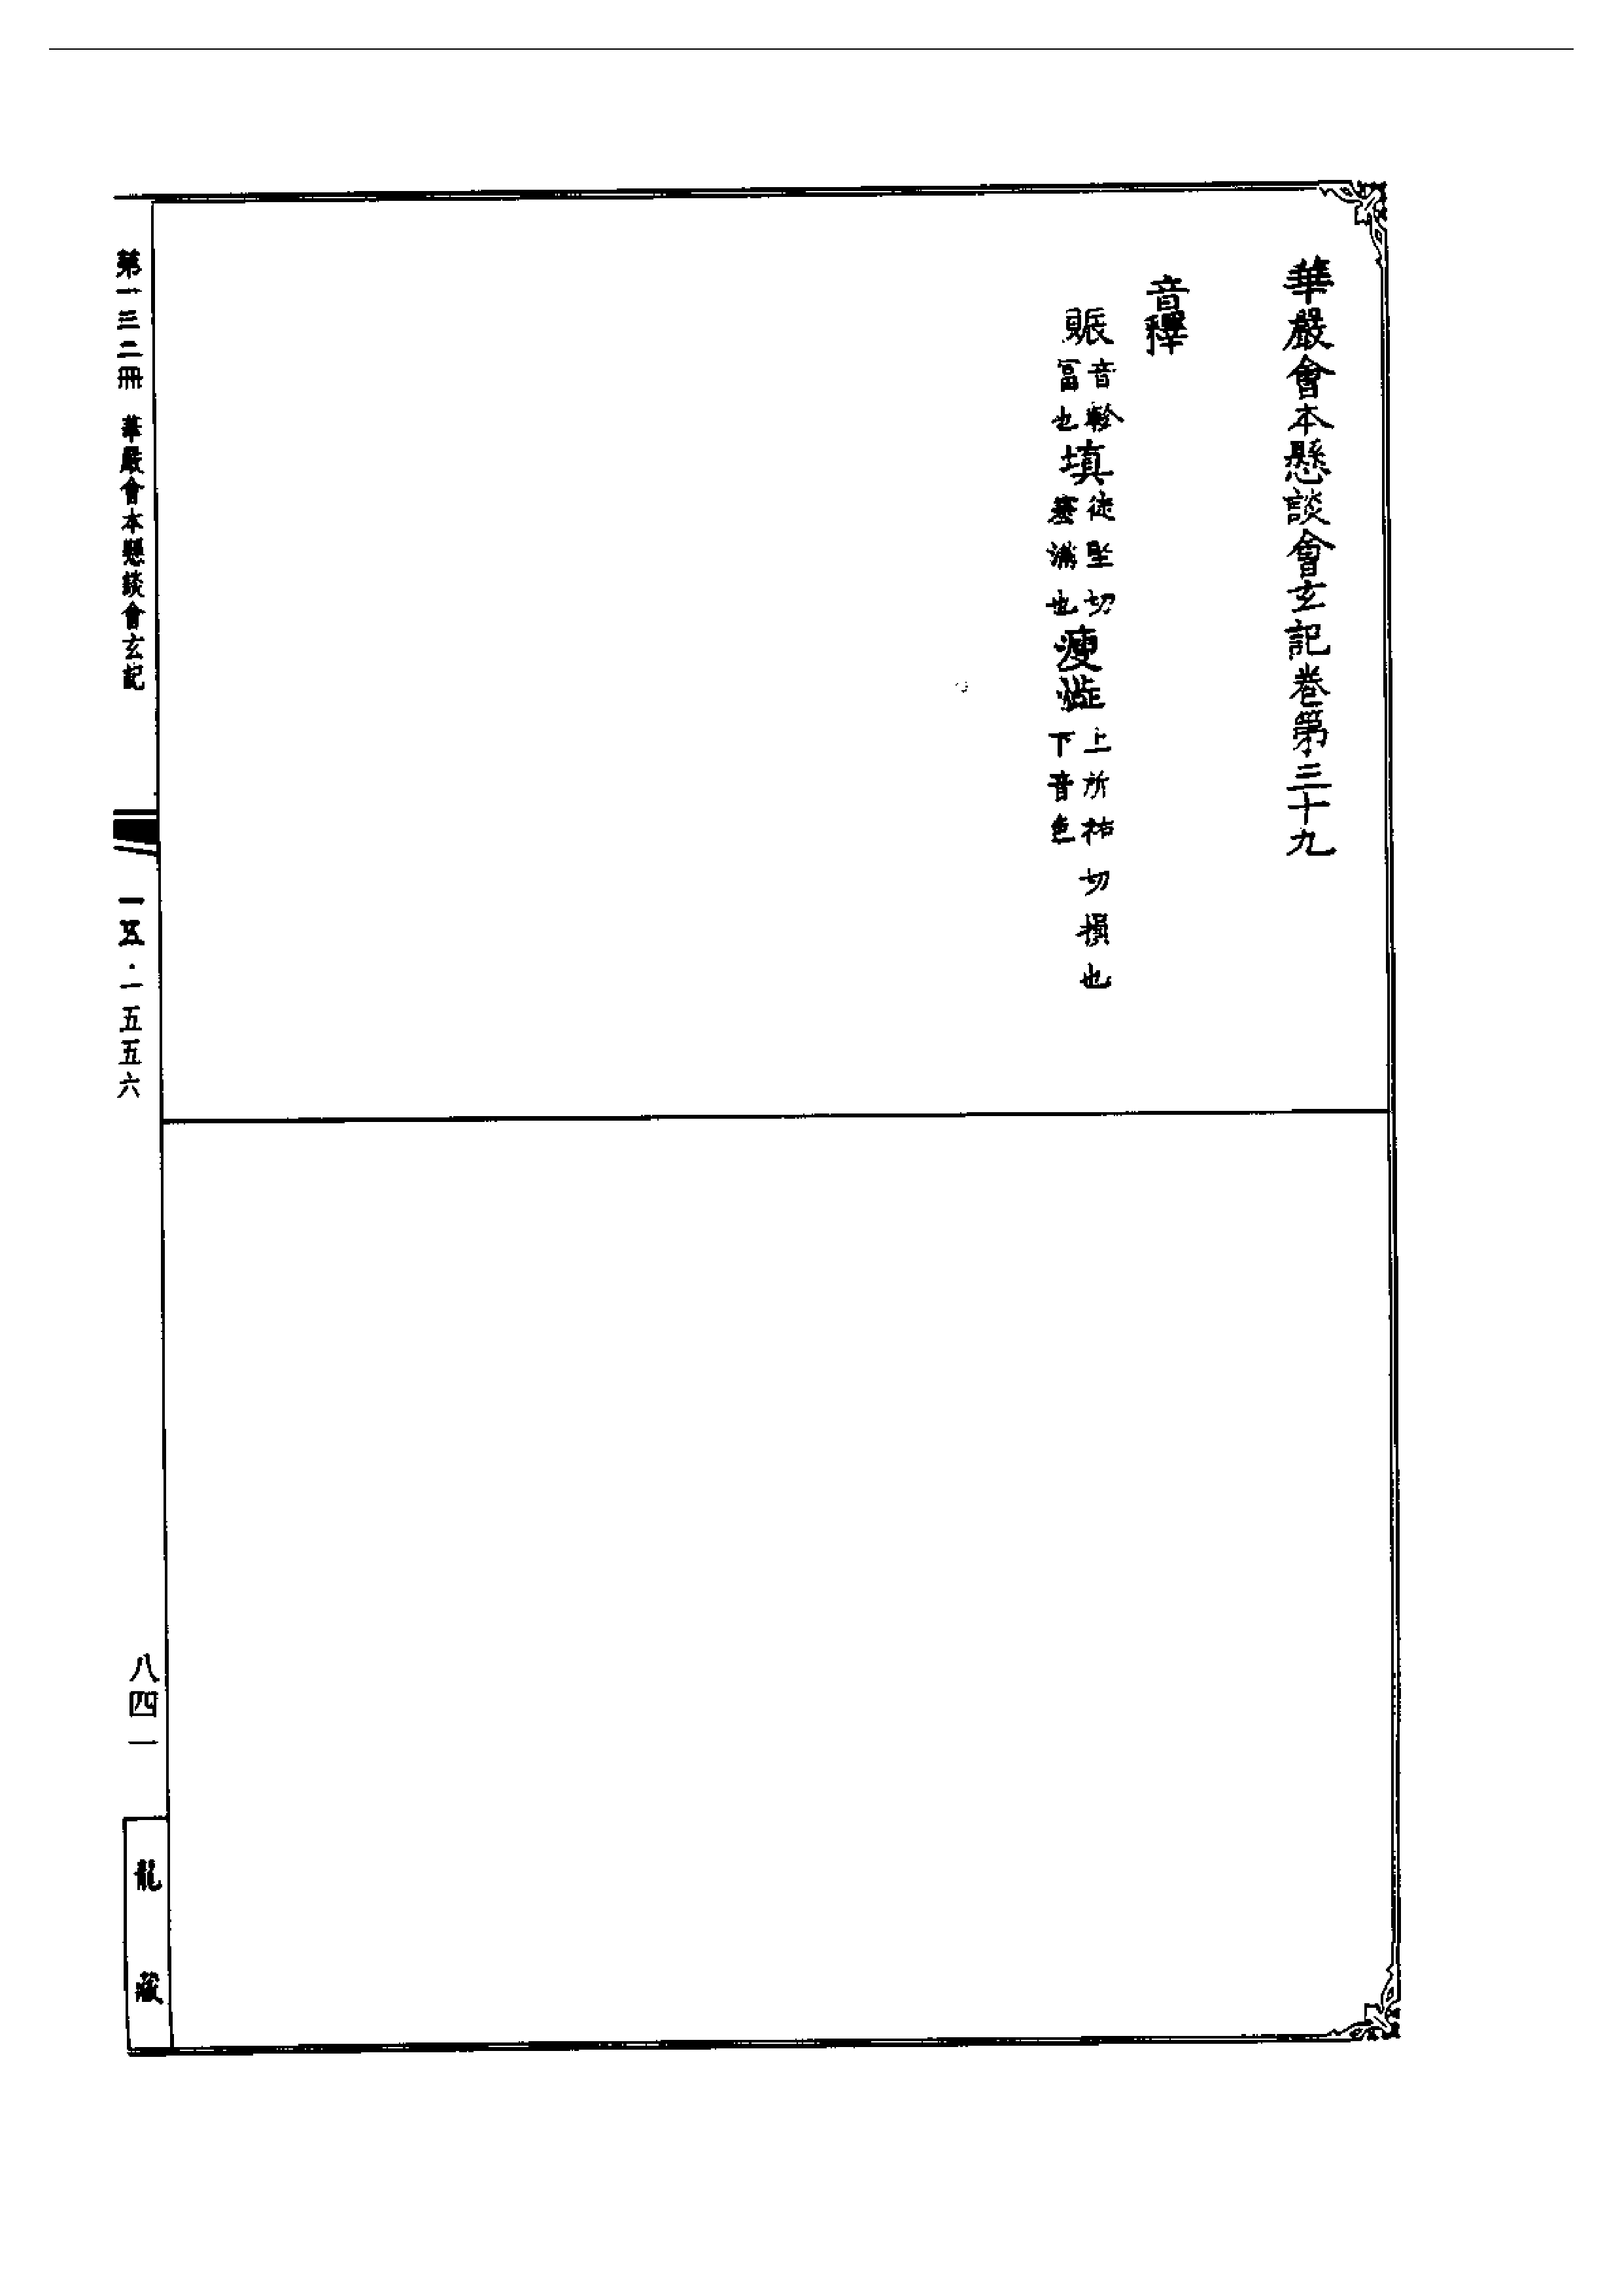 華嚴會本懸談會玄記卷第三十九
音釋
賑音軫富也填徒堅切塞滿也瘦澁上所祐切損也下音色
第一三二冊 華嚴會本懸談會玄記
一五五·一五五六
八四一
龍藏